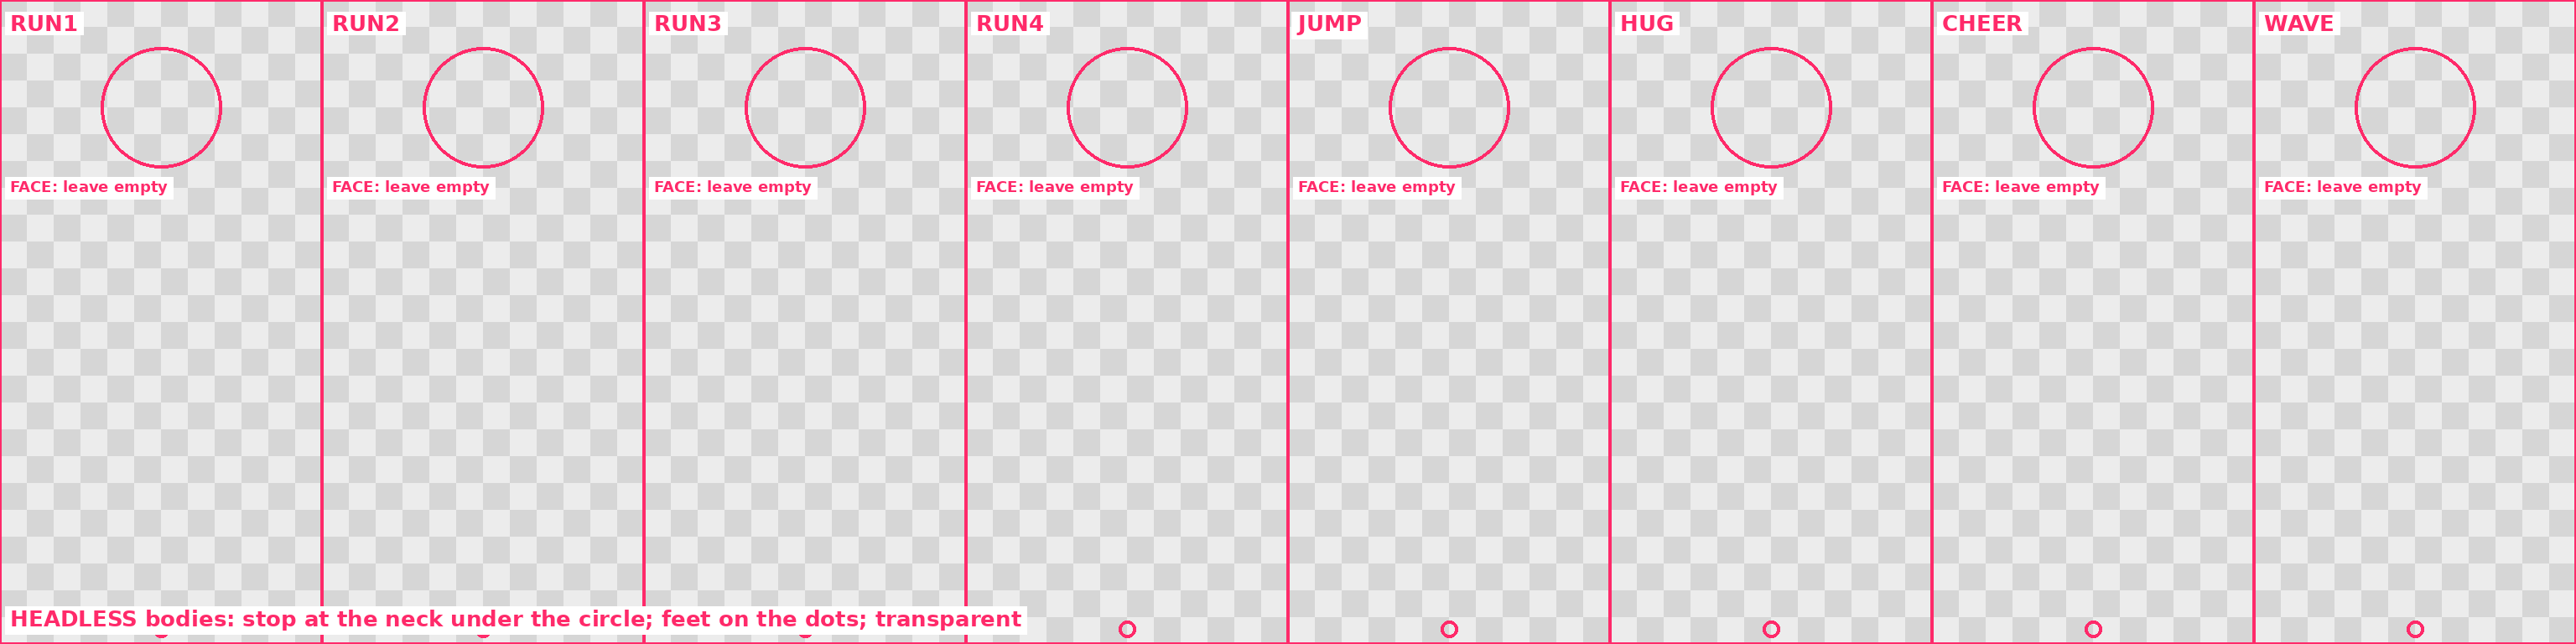 RUN1
RUN2
RUN3
RUN4
JUMP
HUG
CHEER
WAVE
FACE: leave empty
FACE: leave empty
FACE: leave empty
FACE: leave empty
FACE: leave empty
FACE: leave empty
FACE: leave empty
FACE: leave empty
HEADLESS bodies: stop at the neck under the circle; feet on the dots; transparent